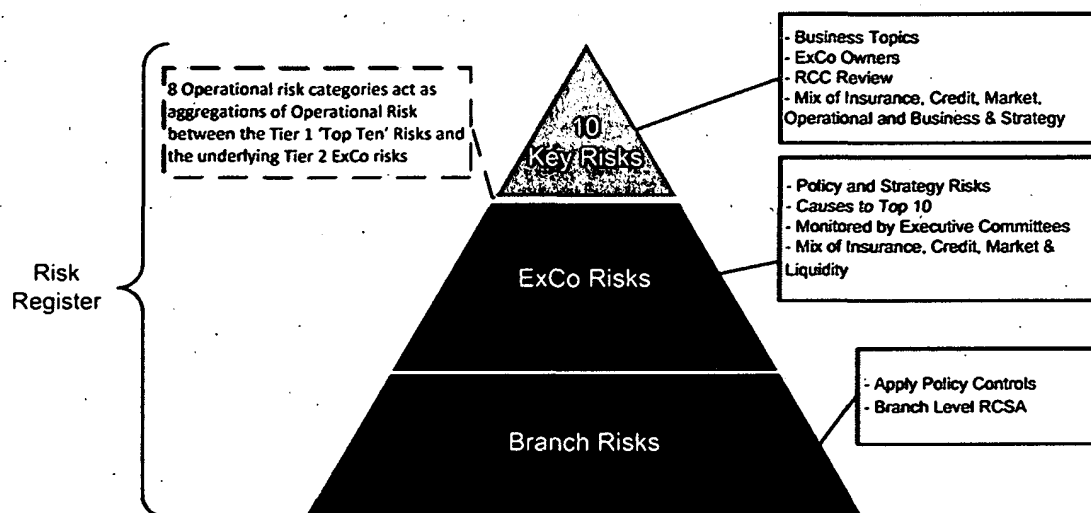 8 Operational risk categories act as
aggregations of Operational Risk
between the Tier 1 'Top Ten' Risks and
the underlying Tier 2 ExCo risks
- Business Topics
- ExCo Owners
- RCC Review
- Mix of Insurance, Credit, Market,
Operational and Business & Strategy
10
Key Risks
- Policy and Strategy Risks
- Causes to Top 10
- Monitored by Executive Committees
- Mix of Insurance, Credit, Market &
Liquidity
Risk
Register
ExCo Risks
- Apply Policy Controls
- Branch Level RCSA
Branch Risks